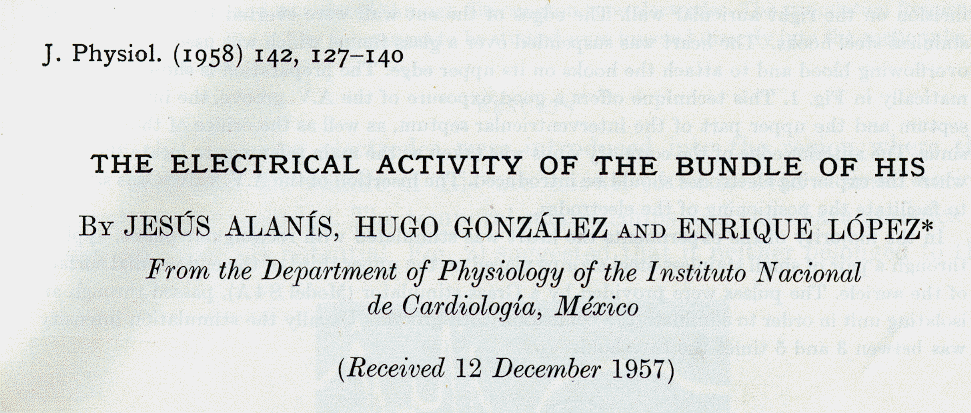 J. Physiol. (1958) 142, 127–140
THE ELECTRICAL ACTIVITY OF THE BUNDLE OF HIS
By JESÚS ALANÍS, HUGO GONZÁLEZ AND ENRIQUE LÓPEZ*
From the Department of Physiology of the Instituto Nacional
de Cardiología, México
(Received 12 December 1957)